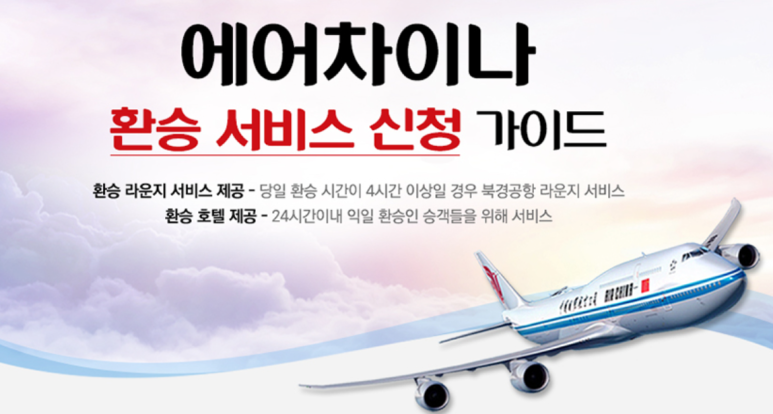 에어차이나
환승 서비스 신청 가이드
환승 라운지 서비스 제공 - 당일 환승 시간이 4시간 이상일 경우 북경공항 라운지 서비스
환승 호텔 제공 - 24시간이내 익일 환승인 승객들을 위해 서비스
AIR CHINA